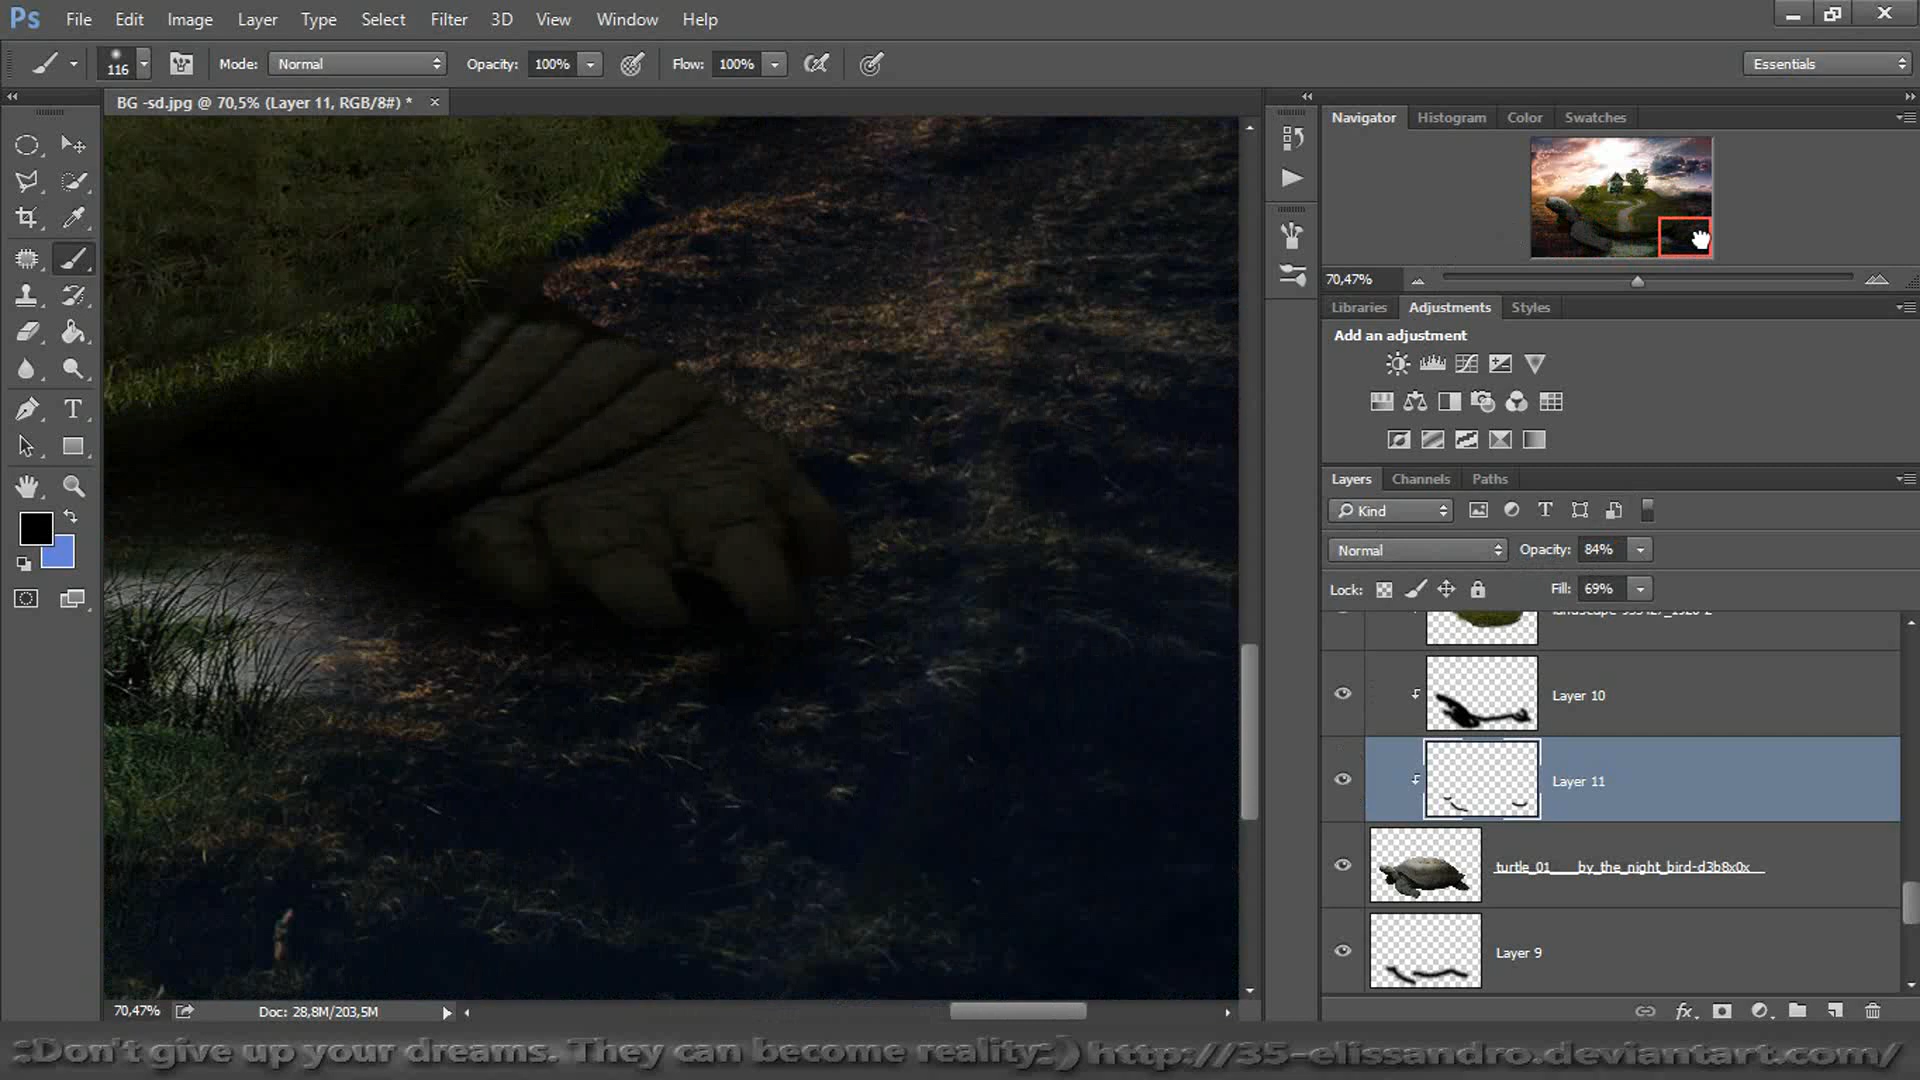 Ps File Edit Image Layer Type Select Filter 3D View Window Help
116 Mode: Normal Opacity: 100% Flow: 100% Essentials
BG -sd.jpg @ 70,5% (Layer 11, RGB/8#) *
Navigator Histogram Color Swatches
70,47%
Libraries Adjustments Styles
Add an adjustment
Layers Channels Paths
Kind
Normal Opacity: 84%
Lock: Fill: 69%
Layer 10
Layer 11
turtle_01___by_the_night_bird-d3b8x0x
Layer 9
70,47% Doc: 28,8M/203,5M
::Don't give up your dreams. They can become reality:::) http://35-elissandro.deviantart.com/